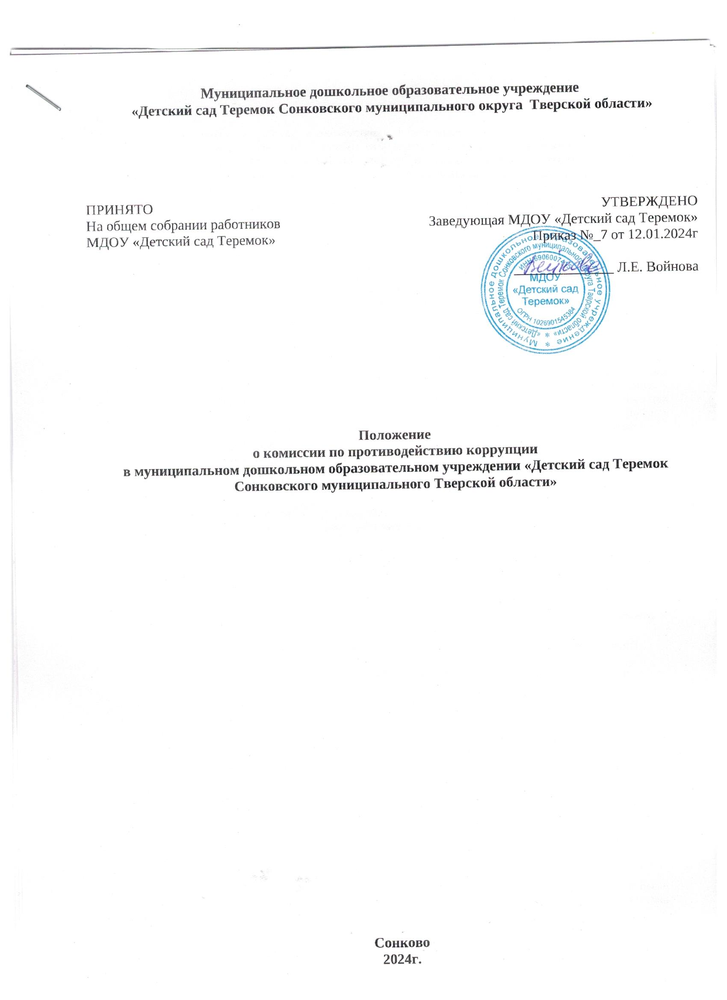 Муниципальное дошкольное образовательное учреждение
«Детский сад Теремок Сонковского муниципального округа  Тверской области»
ПРИНЯТО
На общем собрании работников
МДОУ «Детский сад Теремок»
УТВЕРЖДЕНО
Заведующая МДОУ «Детский сад Теремок»
Приказ №_7 от 12.01.2024г
______________ Л.Е. Войнова
Муниципальное дошкольное образовательное учреждение *
«Детский сад Теремок Сонковского муниципального округа Тверской области» *
ИНН
МДОУ
«Детский сад
Теремок»
ОГРН 1026901545384
Положение
о комиссии по противодействию коррупции
в муниципальном дошкольном образовательном учреждении «Детский сад Теремок
Сонковского муниципального Тверской области»
Сонково
2024г.